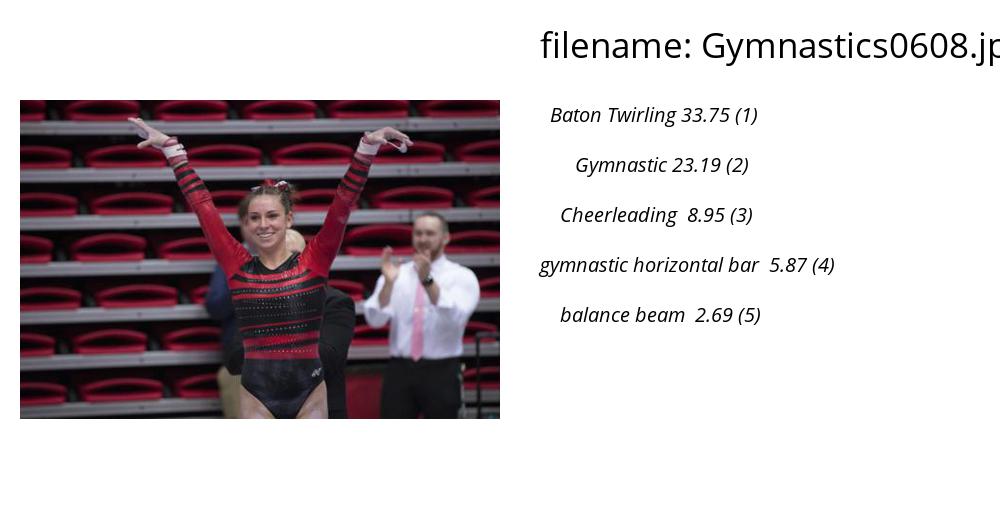 filename: Gymnastics0608.jp
Baton Twirling 33.75 (1)
Gymnastic 23.19 (2)
Cheerleading 8.95 (3)
gymnastic horizontal bar 5.87 (4)
balance beam 2.69 (5)